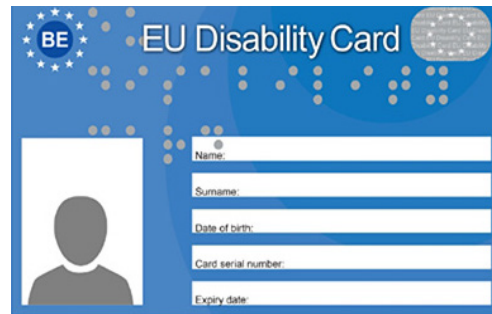 BE
EU Disability Card
Name:
Surname:
Date of birth:
Card serial number:
Expiry date: